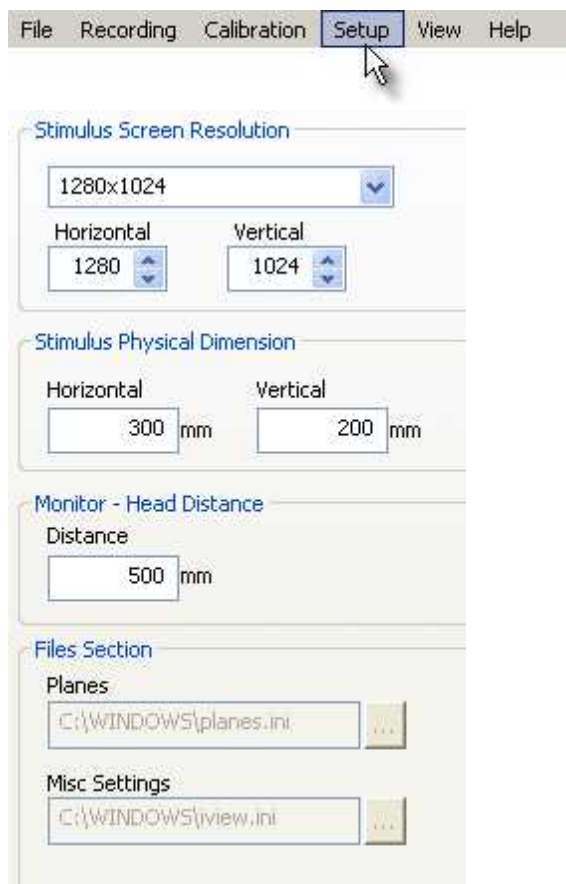 File Recording Calibration Setup View Help
Stimulus Screen Resolution
1280x1024
Horizontal Vertical
1280 1024
Stimulus Physical Dimension
Horizontal Vertical
300 mm 200 mm
Monitor - Head Distance
Distance
500 mm
Files Section
Planes
C:\WINDOWS\planes.ini ...
Misc Settings
C:\WINDOWS\iview.ini ...